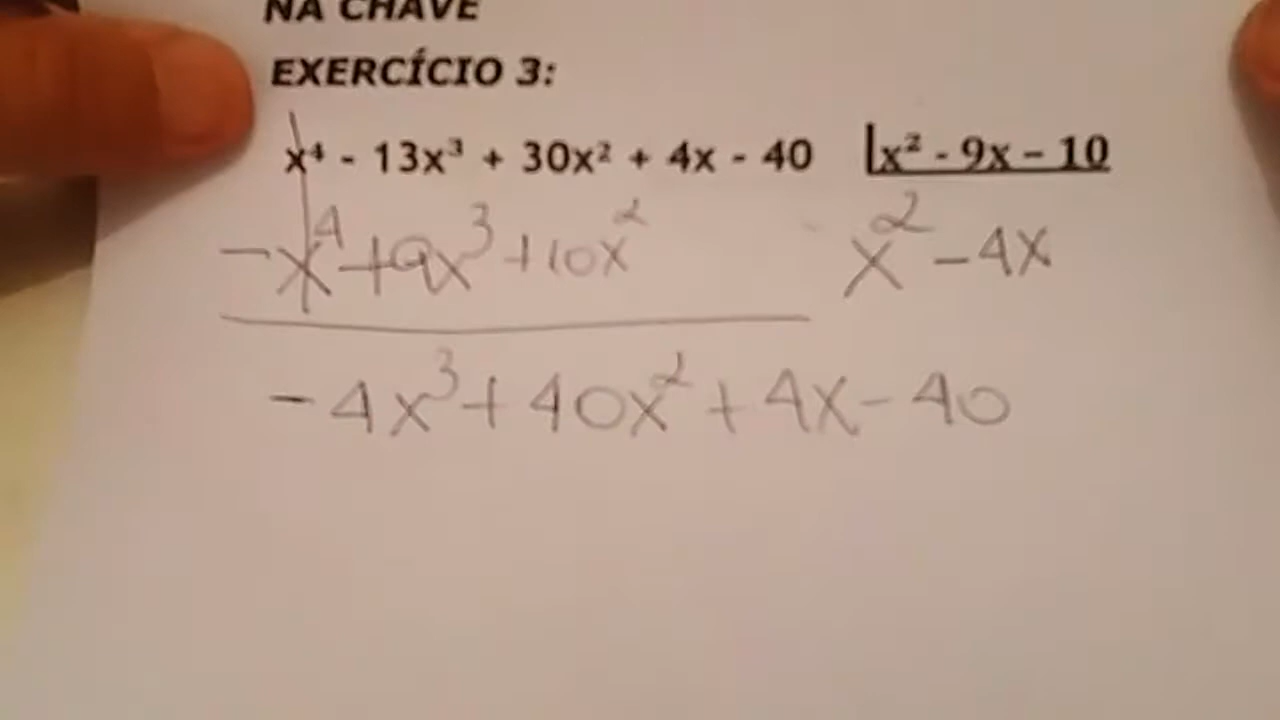 NA CHAVE
EXERCÍCIO 3:
x⁴ - 13x³ + 30x² + 4x - 40 |x² - 9x - 10
-x⁴+9x³+10x² x²-4x
-4x³+40x²+4x-40